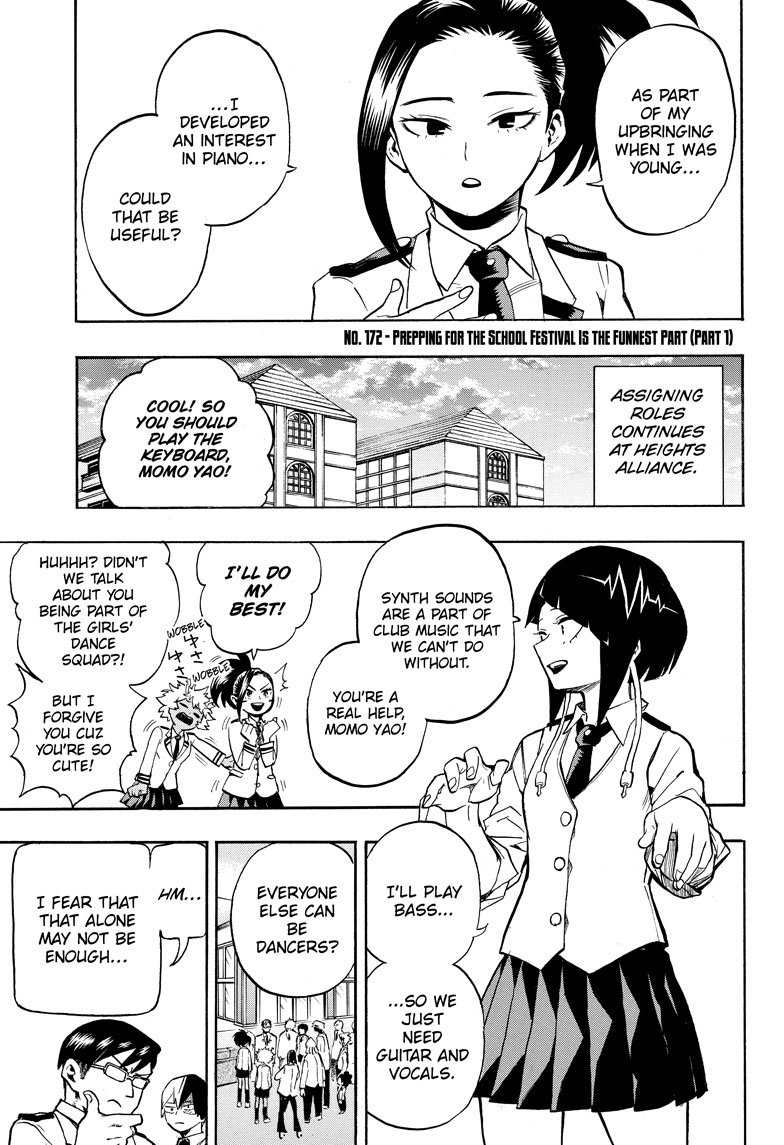 AS PART
OF MY
UPBRINGING
WHEN I WAS
YOUNG...
...I
DEVELOPED
AN INTEREST
IN PIANO...
COULD
THAT BE
USEFUL?
No. 172 - Prepping for the School Festival Is the Funnest Part (Part 1)
ASSIGNING
ROLES
CONTINUES
AT HEIGHTS
ALLIANCE.
COOL! SO
YOU SHOULD
PLAY THE
KEYBOARD,
MOMO YAO!
SYNTH SOUNDS
ARE A PART OF
CLUB MUSIC THAT
WE CAN'T DO
WITHOUT.
YOU'RE A
REAL HELP,
MOMO YAO!
I'LL DO
MY
BEST!
WOBBLE
ゆさ
ゆさ
WOBBLE
HUHHH? DIDN'T
WE TALK
ABOUT YOU
BEING PART OF
THE GIRLS'
DANCE
SQUAD?!
BUT I
FORGIVE
YOU CUZ
YOU'RE SO
CUTE!
I'LL PLAY
BASS...
...SO WE
JUST
NEED
GUITAR AND
VOCALS.
EVERYONE
ELSE CAN
BE
DANCERS?
HM...
I FEAR THAT
THAT ALONE
MAY NOT BE
ENOUGH...